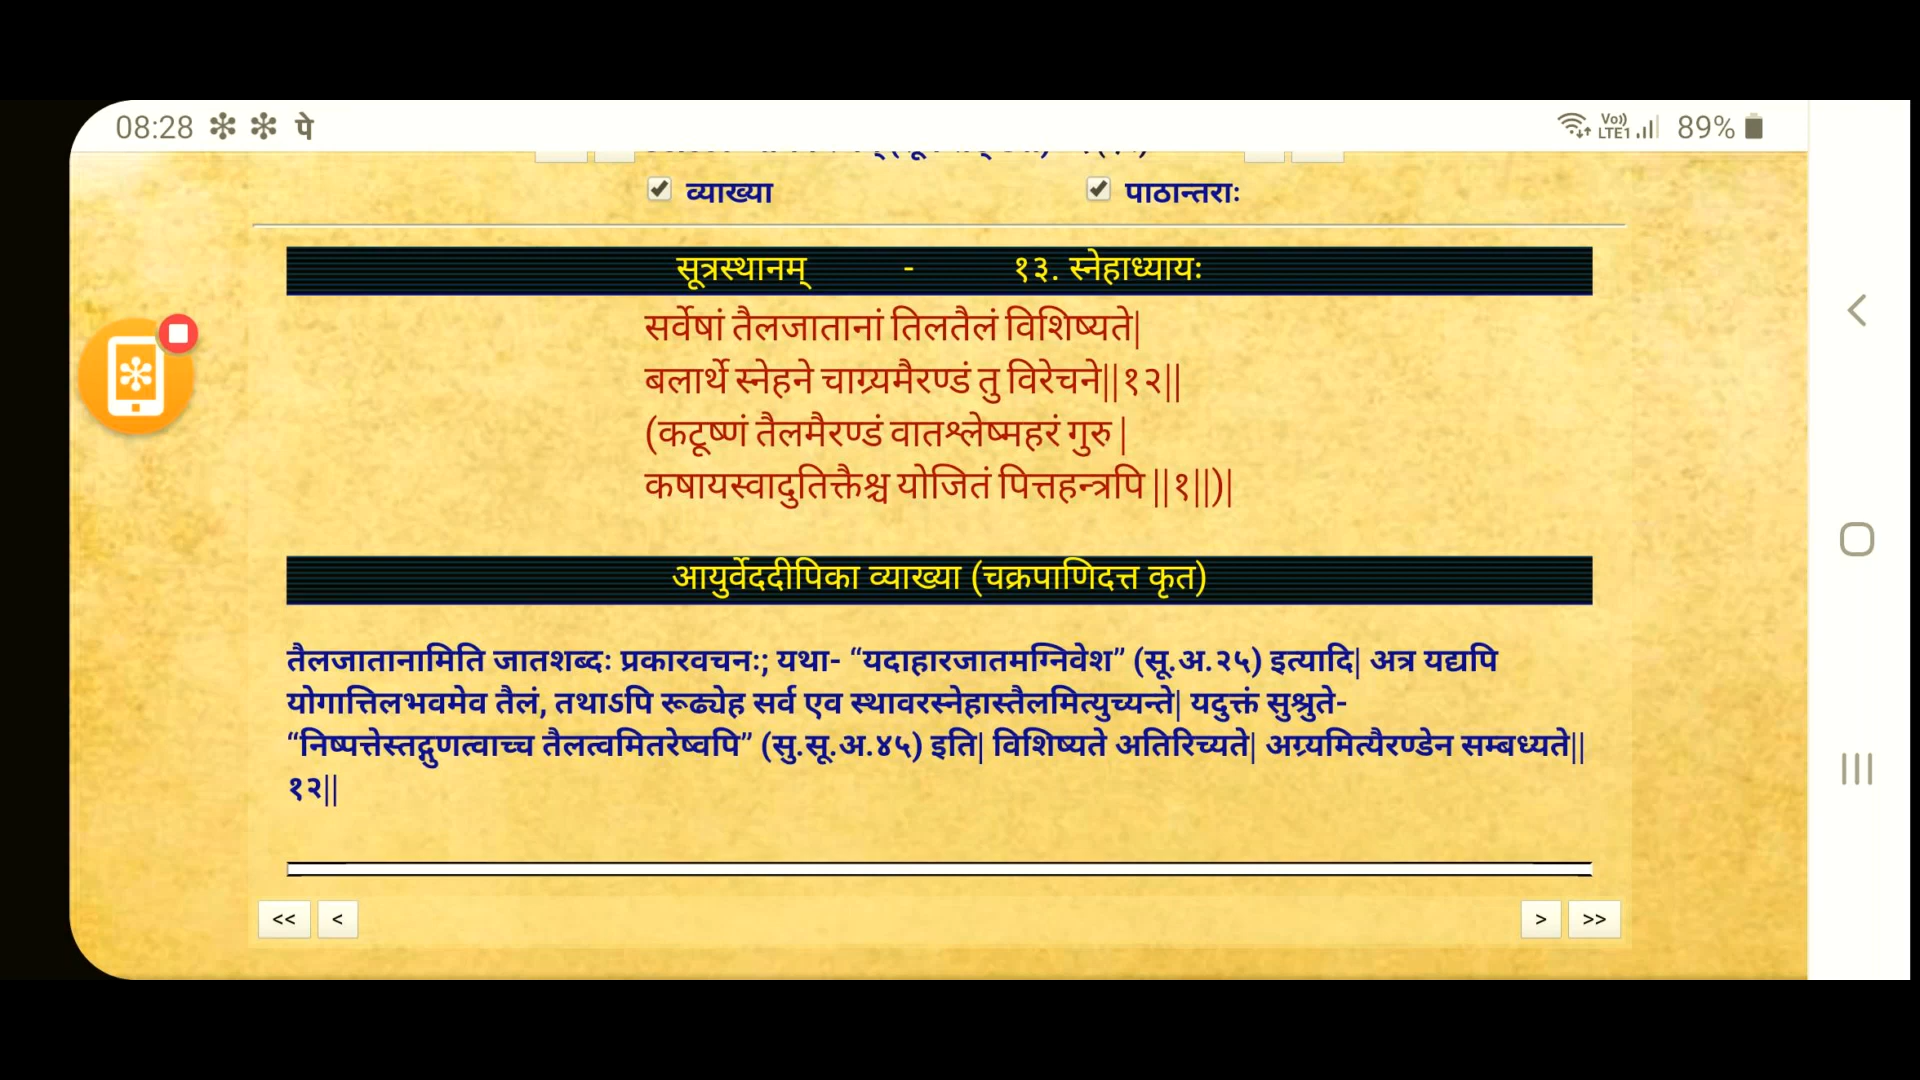 08:28 पे Vo)) LTE1 89%
व्याख्या पाठान्तराः
सूत्रस्थानम् - १३. स्नेहाध्यायः
सर्वेषां तैलजातानां तिलतैलं विशिष्यते|
बलार्थे स्नेहने चाग्र्यमैरण्डं तु विरेचने||१२||
(कटूष्णं तैलमैरण्डं वातश्लेष्महरं गुरु |
कषायस्वादुतिक्तैश्च योजितं पित्तहन्त्रपि ||१||)|
आयुर्वेददीपिका व्याख्या (चक्रपाणिदत्त कृत)
तैलजातानामिति जातशब्दः प्रकारवचनः; यथा- “यदाहारजातमग्निवेश” (सू.अ.२५) इत्यादि| अत्र यद्यपि
योगात्तिलभवमेव तैलं, तथाऽपि रूढ्येह सर्व एव स्थावरस्नेहास्तैलमित्युच्यन्ते| यदुक्तं सुश्रुते-
“निष्पत्तेस्तद्गुणत्वाच्च तैलत्वमितरेष्वपि” (सु.सू.अ.४५) इति| विशिष्यते अतिरिच्यते| अग्र्यमित्यैरण्डेन सम्बध्यते||
१२||
<< < > >>